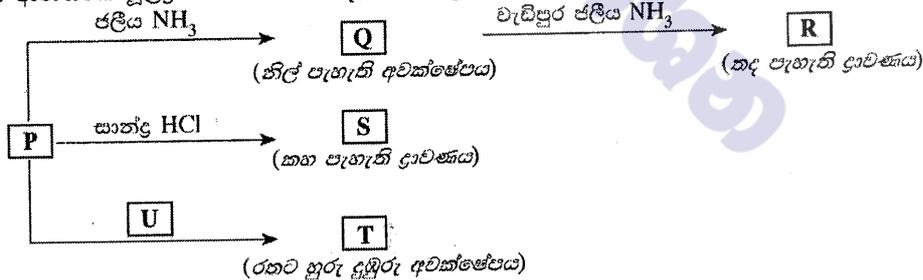 ජලීය NH₃
වැඩිපුර ජලීය NH₃
Q
R
(නිල් පැහැති අවක්ෂේපය)
(තද පැහැති ද්‍රාවණය)
P
සාන්ද්‍ර HCl
S
(කහ පැහැති ද්‍රාවණය)
U
T
(රතට හුරු දුඹුරු අවක්ෂේපය)